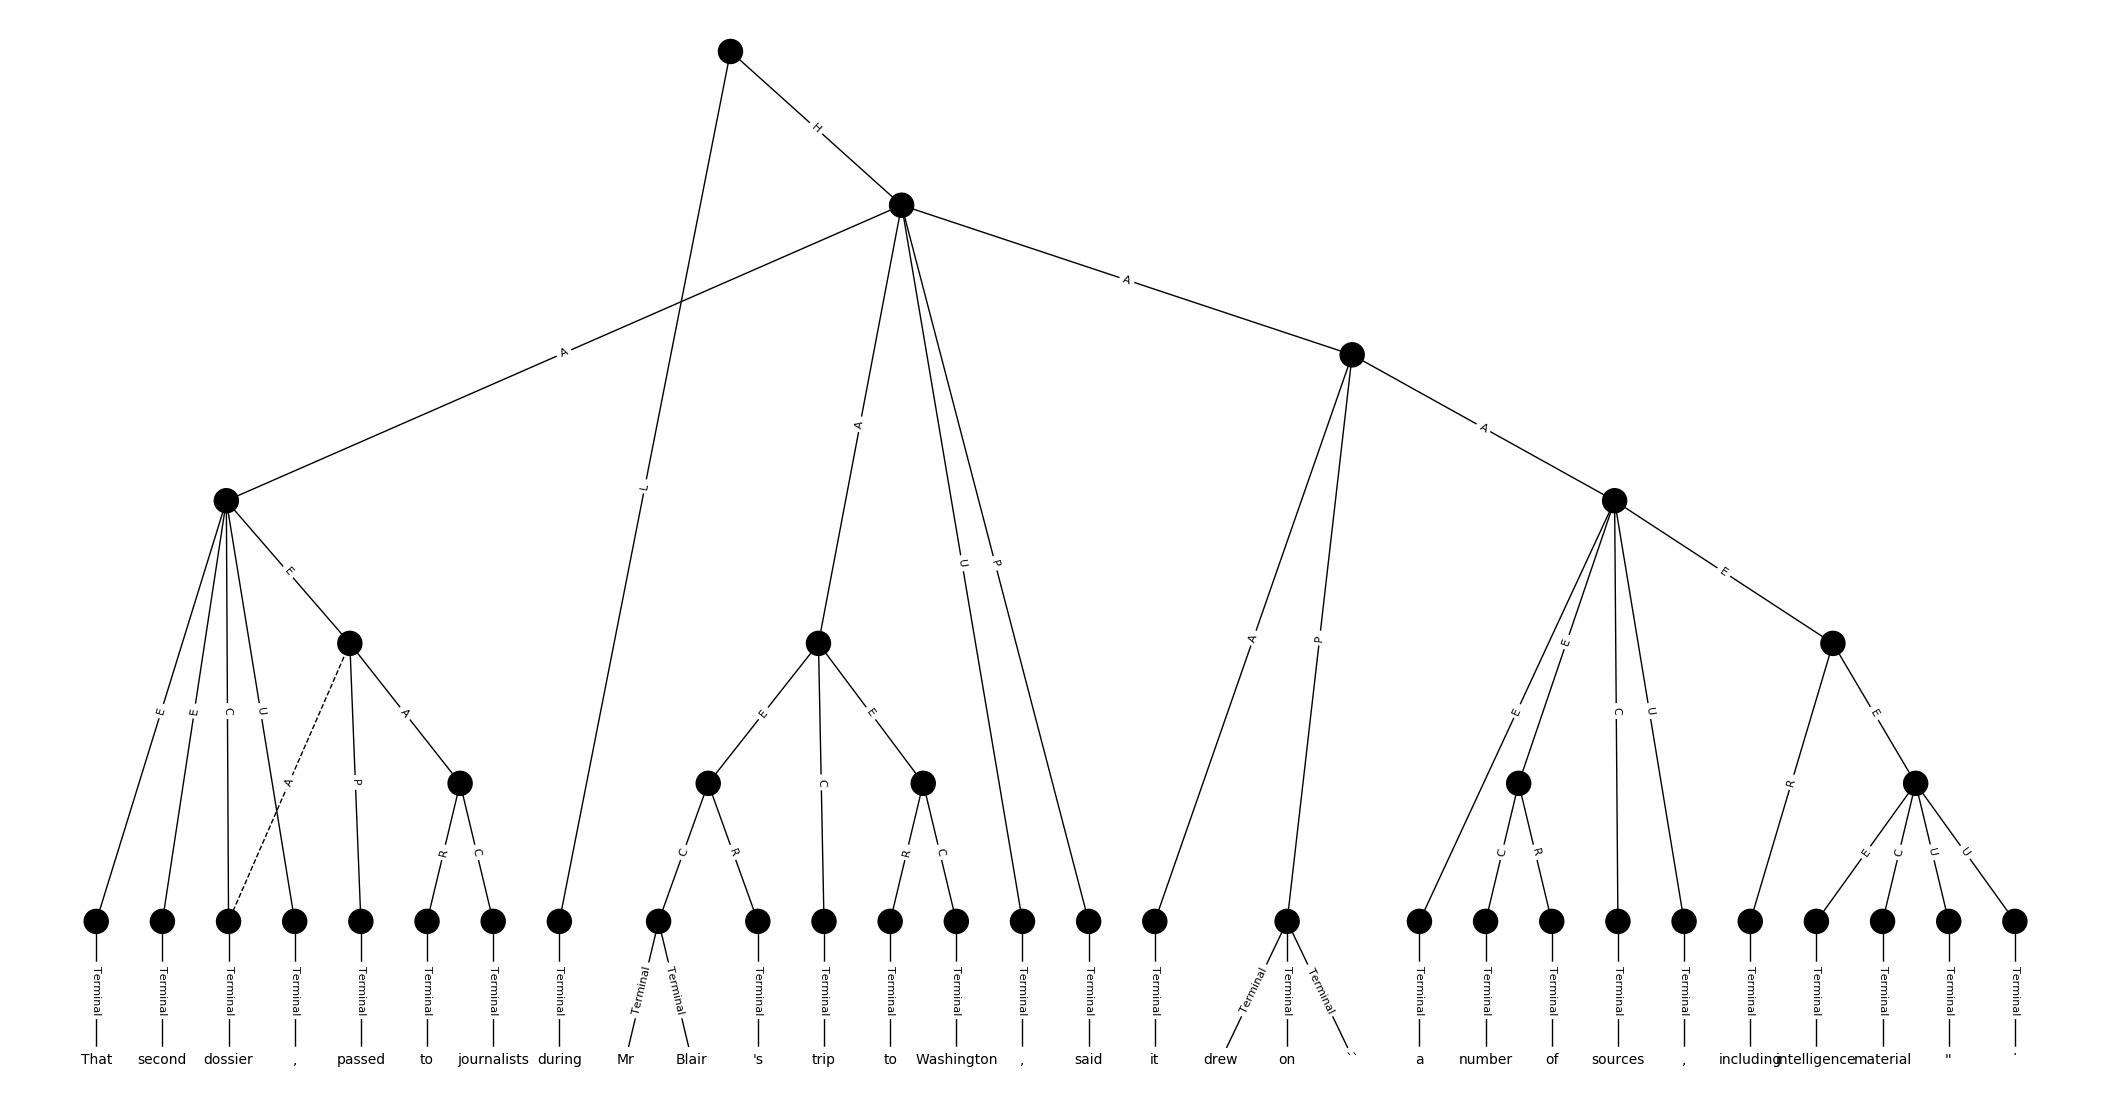 H
A
A
A
L
A
E
U
P
E
A
P
E
E
E
C
U
A
E
E
E
C
U
E
A
P
C
R
R
C
C
R
R
C
C
R
E
C
U
U
Terminal Terminal Terminal Terminal Terminal Terminal Terminal Terminal Terminal Terminal Terminal Terminal Terminal Terminal Terminal Terminal Terminal Terminal Terminal Terminal Terminal Terminal Terminal Terminal Terminal Terminal Terminal Terminal Terminal Terminal
That second dossier , passed to journalists during Mr Blair 's trip to Washington , said it drew on `` a number of sources , including intelligence material " .